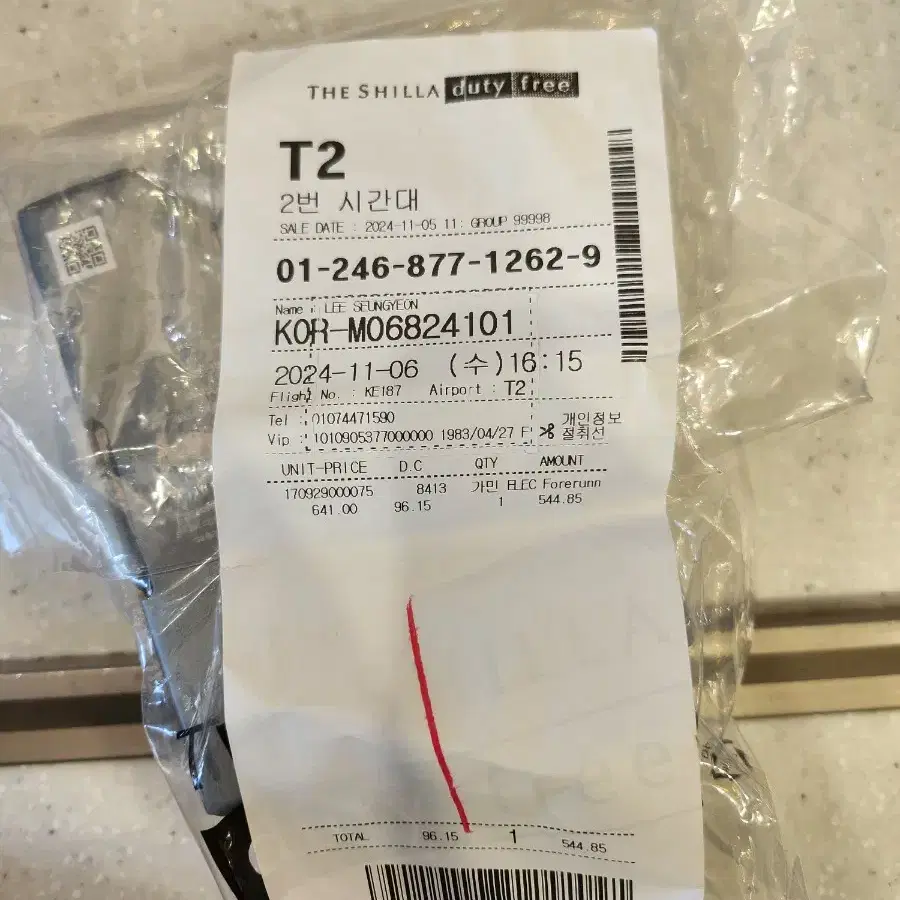 THE SHILLA duty free
T2
2번 시간대
SALE DATE : 2024-11-05 11: GROUP 99998
01-246-877-1262-9
Name : LEE SEUNGYEON
KOR-M06824101
2024-11-06 (수)16:15
Flight No. : KE187 Airport : T2
Tel : 01074471590
개인정보
Vip : 1010905377000000 1983/04/27 F
절취선
UNIT-PRICE D.C QTY AMOUNT
170929000075 8413 가민 ELEC Forerunn
641.00 96.15 1 544.85
TOTAL 96.15 1 544.85